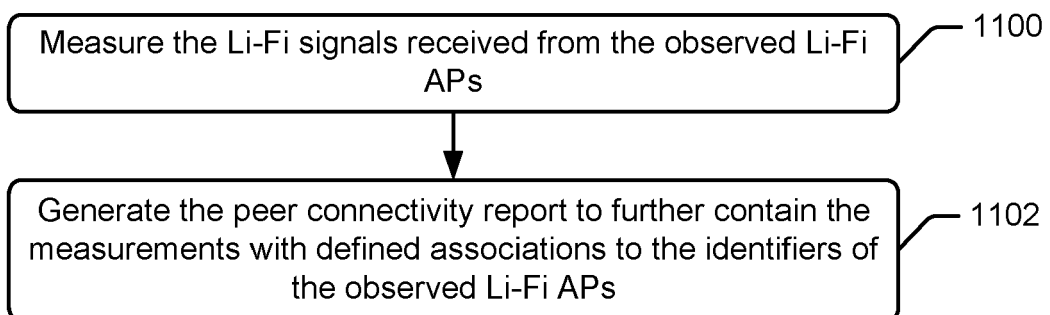 Measure the Li-Fi signals received from the observed Li-Fi
APs
1100
Generate the peer connectivity report to further contain the
measurements with defined associations to the identifiers of
the observed Li-Fi APs
1102